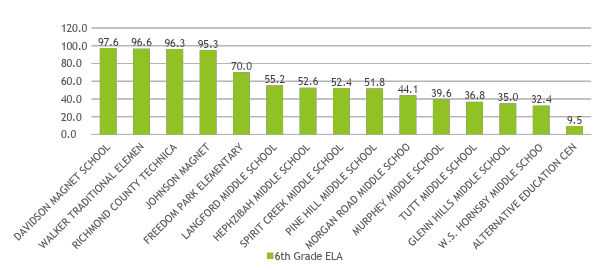 120.0
100.0
80.0
60.0
40.0
20.0
0.0
97.6 96.6 96.3 95.3 70.0 55.2 52.6 52.4 51.8 44.1 39.6 36.8 35.0 32.4 9.5
DAVIDSON MAGNET SCHOOL
WALKER TRADITIONAL ELEMEN
RICHMOND COUNTY TECHNICA
JOHNSON MAGNET
FREEDOM PARK ELEMENTARY
LANGFORD MIDDLE SCHOOL
HEPHZIBAH MIDDLE SCHOOL
SPIRIT CREEK MIDDLE SCHOOL
PINE HILL MIDDLE SCHOOL
MORGAN ROAD MIDDLE SCHOO
MURPHEY MIDDLE SCHOOL
TUTT MIDDLE SCHOOL
GLENN HILLS MIDDLE SCHOOL
W.S. HORNSBY MIDDLE SCHOO
ALTERNATIVE EDUCATION CEN
6th Grade ELA